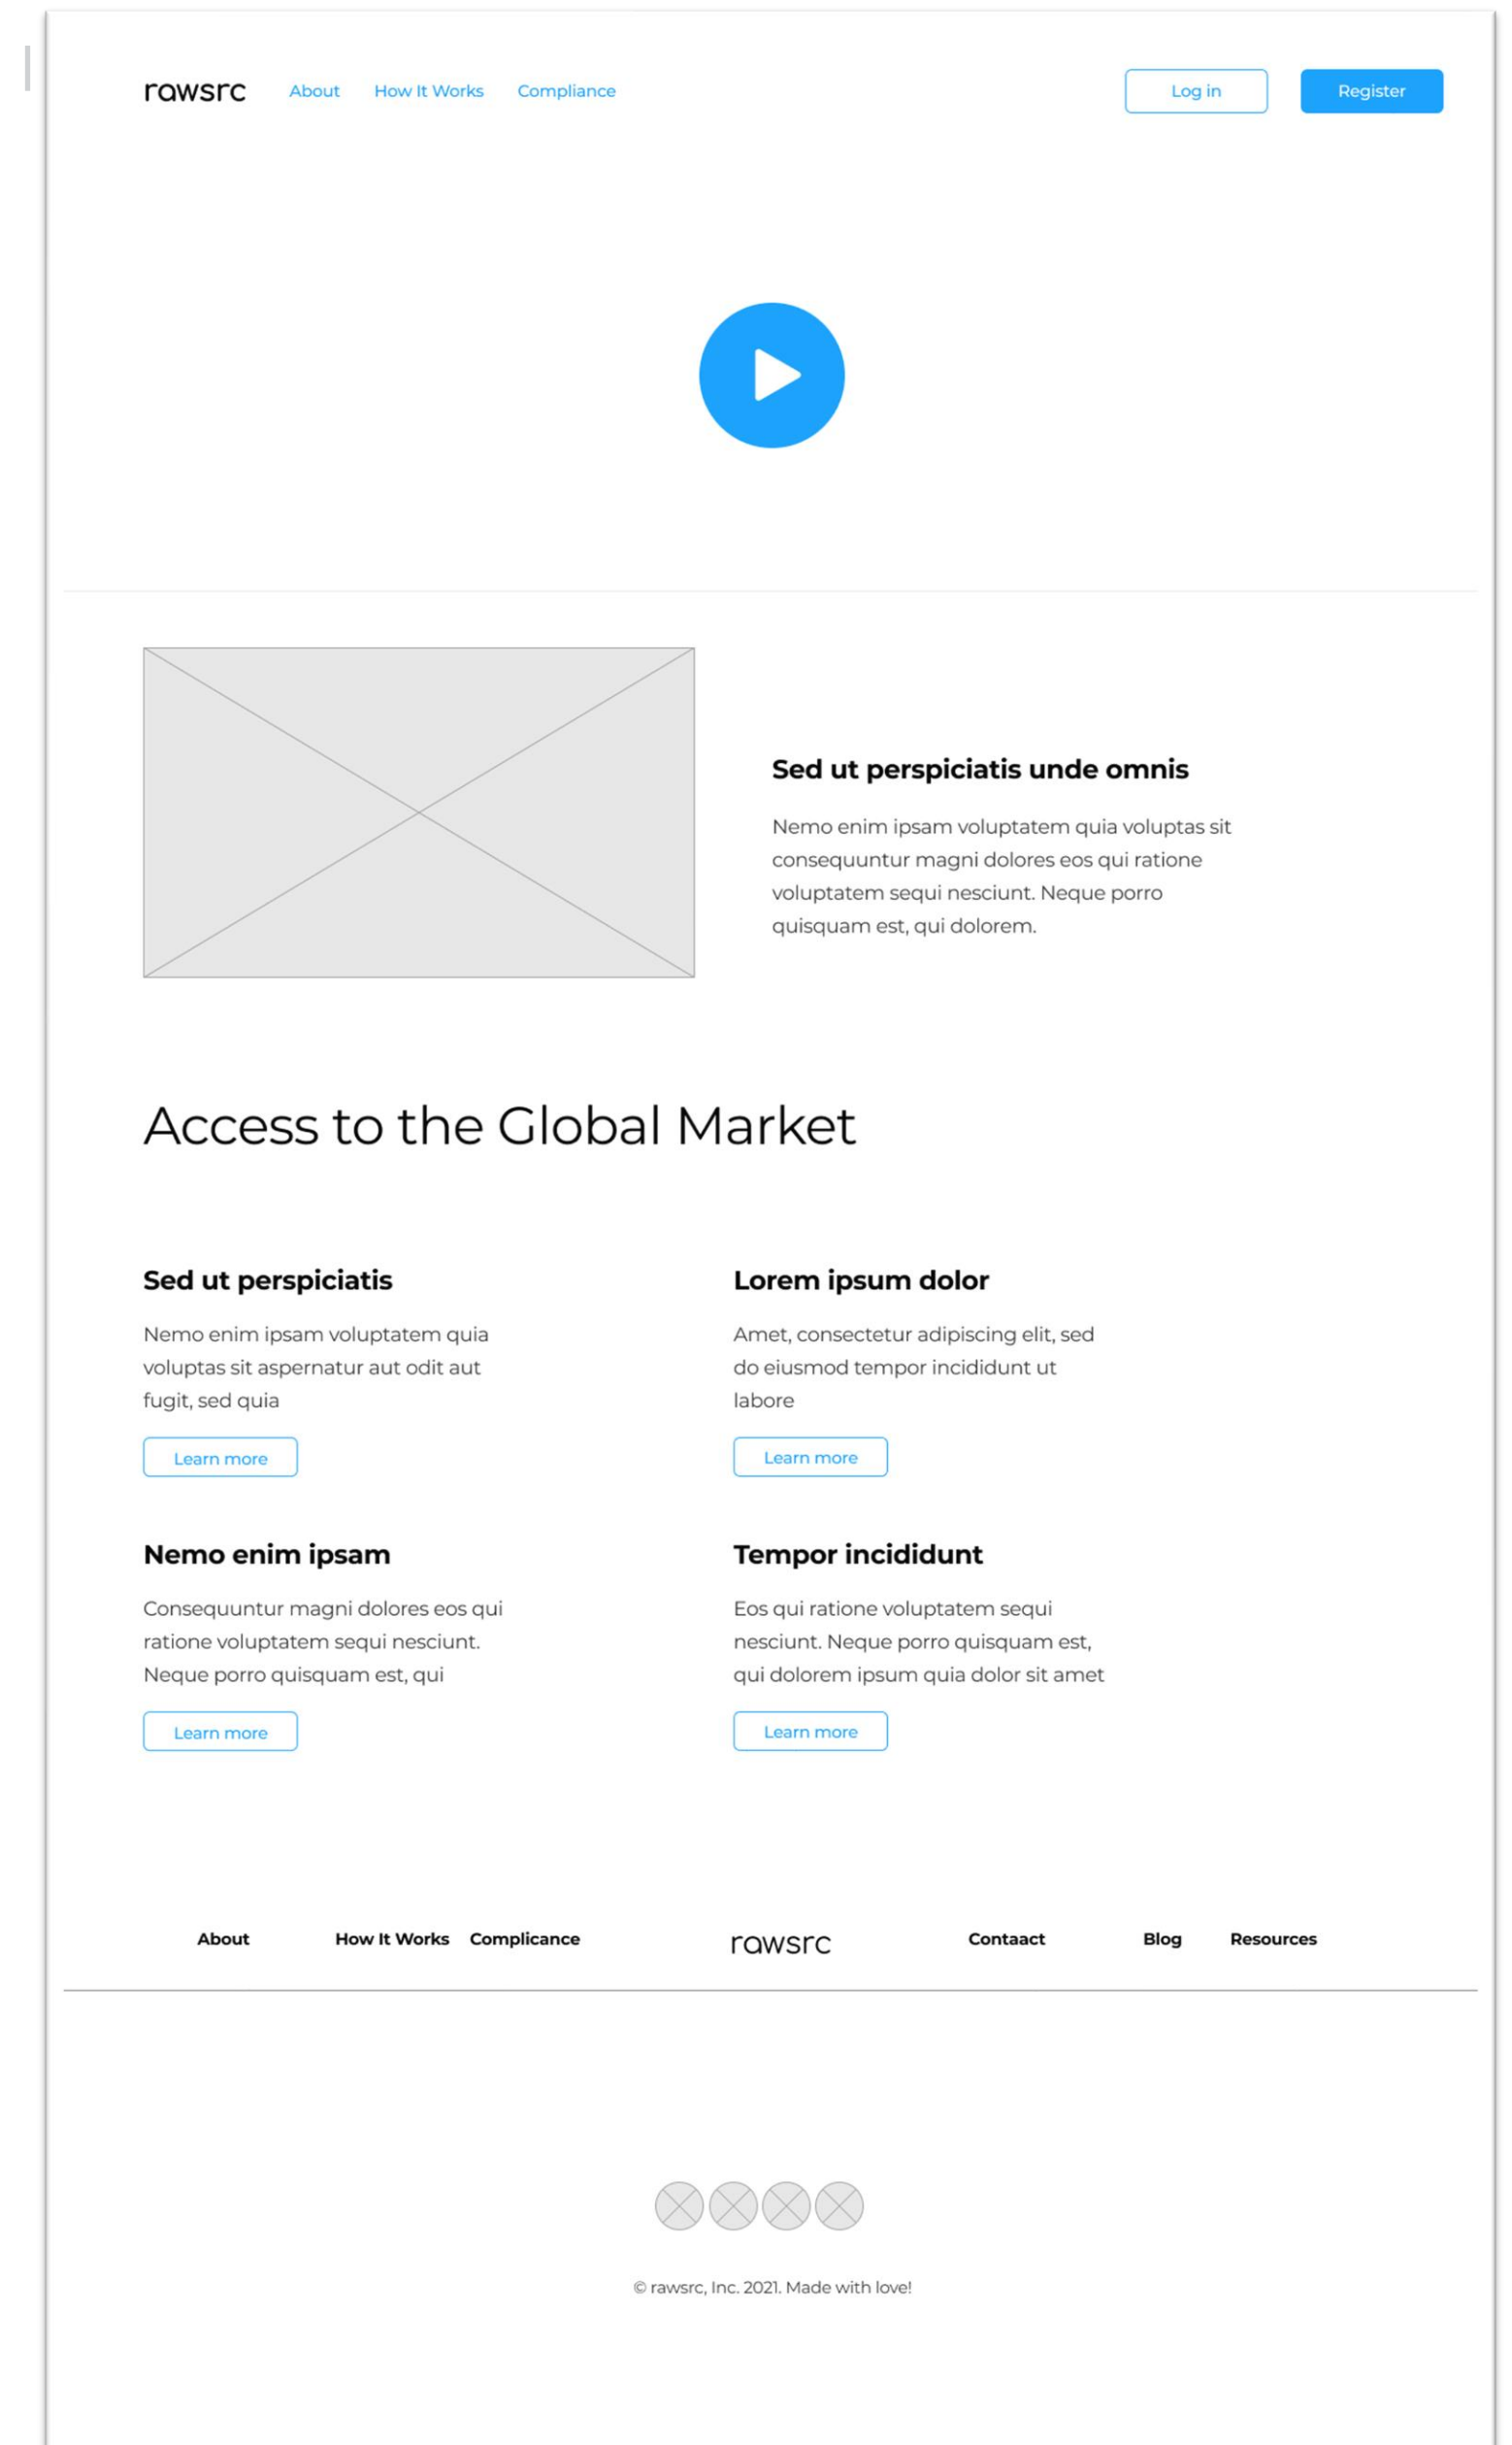 rawsrc About How It Works Compliance Log in Register
Sed ut perspiciatis unde omnis
Nemo enim ipsam voluptatem quia voluptas sit
consequuntur magni dolores eos qui ratione
voluptatem sequi nesciunt. Neque porro
quisquam est, qui dolorem.
Access to the Global Market
Sed ut perspiciatis
Nemo enim ipsam voluptatem quia
voluptas sit aspernatur aut odit aut
fugit, sed quia
Learn more
Lorem ipsum dolor
Amet, consectetur adipiscing elit, sed
do eiusmod tempor incididunt ut
labore
Learn more
Nemo enim ipsam
Consequuntur magni dolores eos qui
ratione voluptatem sequi nesciunt.
Neque porro quisquam est, qui
Learn more
Tempor incididunt
Eos qui ratione voluptatem sequi
nesciunt. Neque porro quisquam est,
qui dolorem ipsum quia dolor sit amet
Learn more
About How It Works Complicance rawsrc Contaact Blog Resources
© rawsrc, Inc. 2021. Made with love!